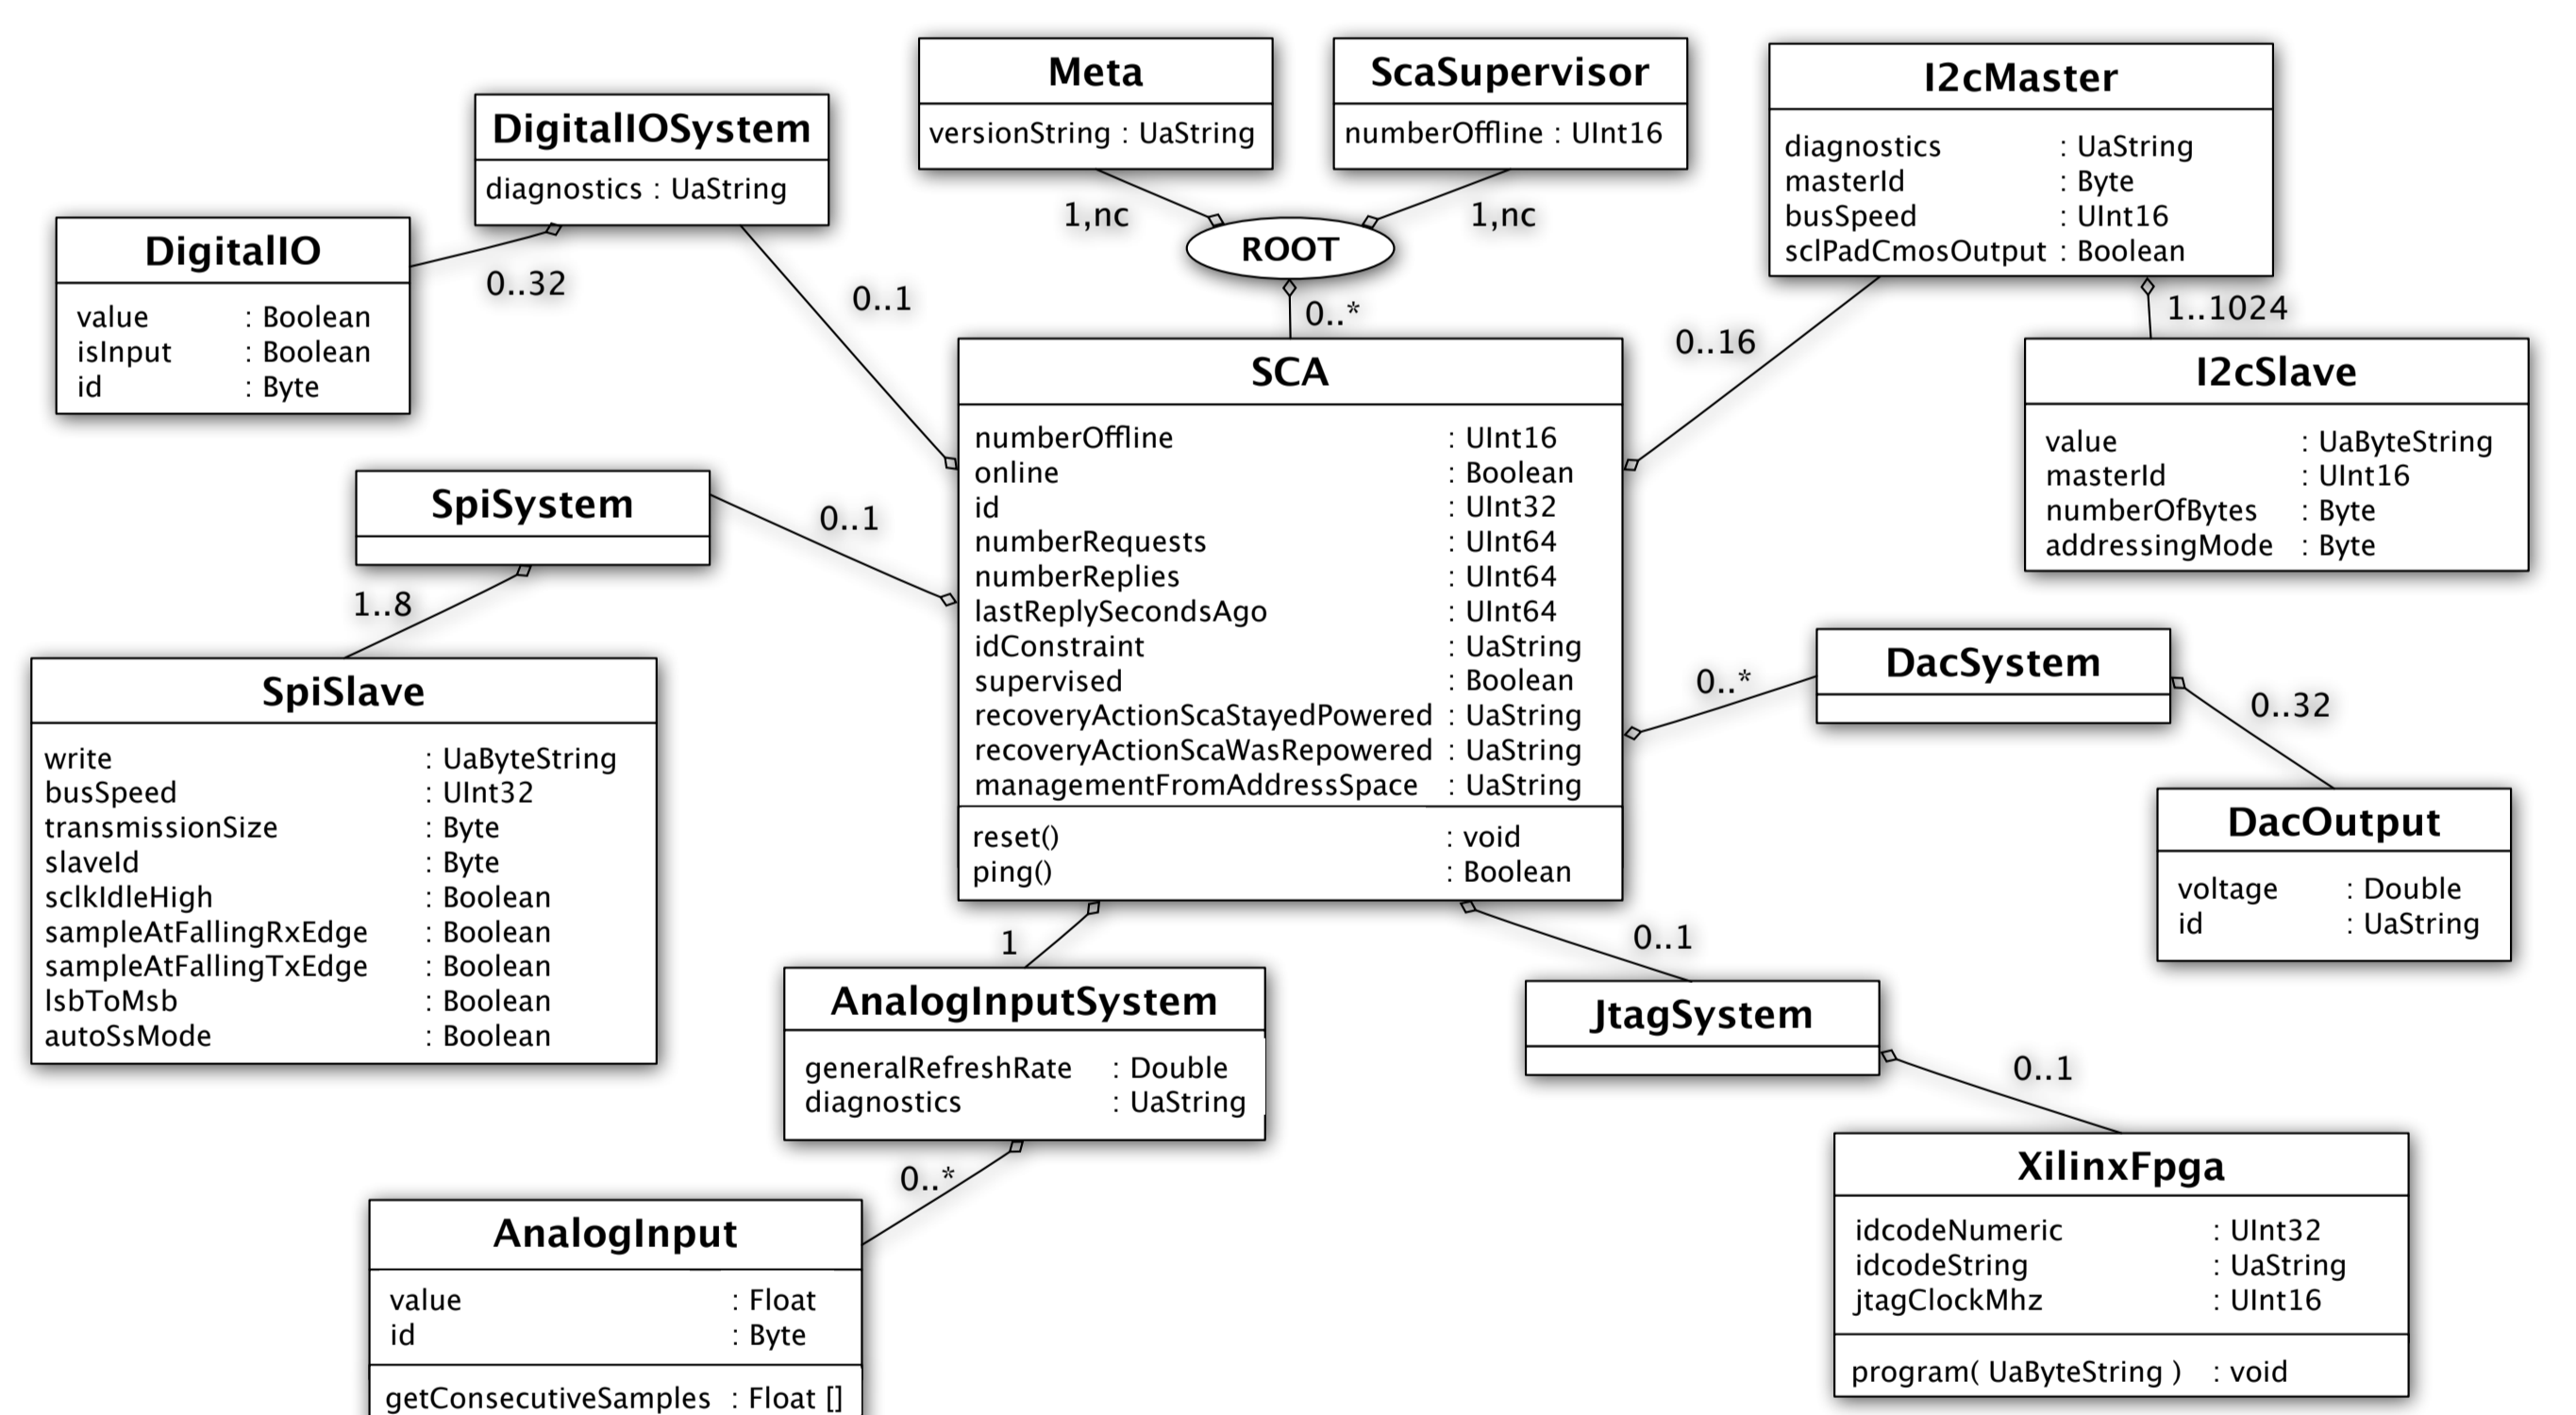 Meta
versionString : UaString
ScaSupervisor
numberOffline : UInt16
I2cMaster
diagnostics : UaString
masterId : Byte
busSpeed : UInt16
sclPadCmosOutput : Boolean
DigitalIOSystem
diagnostics : UaString
1,nc
1,nc
ROOT
DigitalIO
value : Boolean
isInput : Boolean
id : Byte
0..32
0..1
0..*
0..16
1..1024
SCA
numberOffline : UInt16
online : Boolean
id : UInt32
numberRequests : UInt64
numberReplies : UInt64
lastReplySecondsAgo : UInt64
idConstraint : UaString
supervised : Boolean
recoveryActionScaStayedPowered : UaString
recoveryActionScaWasRepowered : UaString
managementFromAddressSpace : UaString
reset() : void
ping() : Boolean
I2cSlave
value : UaByteString
masterId : UInt16
numberOfBytes : Byte
addressingMode : Byte
SpiSystem
0..1
1..8
SpiSlave
write : UaByteString
busSpeed : UInt32
transmissionSize : Byte
slaveId : Byte
sclkIdleHigh : Boolean
sampleAtFallingRxEdge : Boolean
sampleAtFallingTxEdge : Boolean
lsbToMsb : Boolean
autoSsMode : Boolean
0..*
DacSystem
0..32
DacOutput
voltage : Double
id : UaString
1
0..1
AnalogInputSystem
generalRefreshRate : Double
diagnostics : UaString
JtagSystem
0..1
0..*
AnalogInput
value : Float
id : Byte
getConsecutiveSamples : Float []
XilinxFpga
idcodeNumeric : UInt32
idcodeString : UaString
jtagClockMhz : UInt16
program( UaByteString ) : void